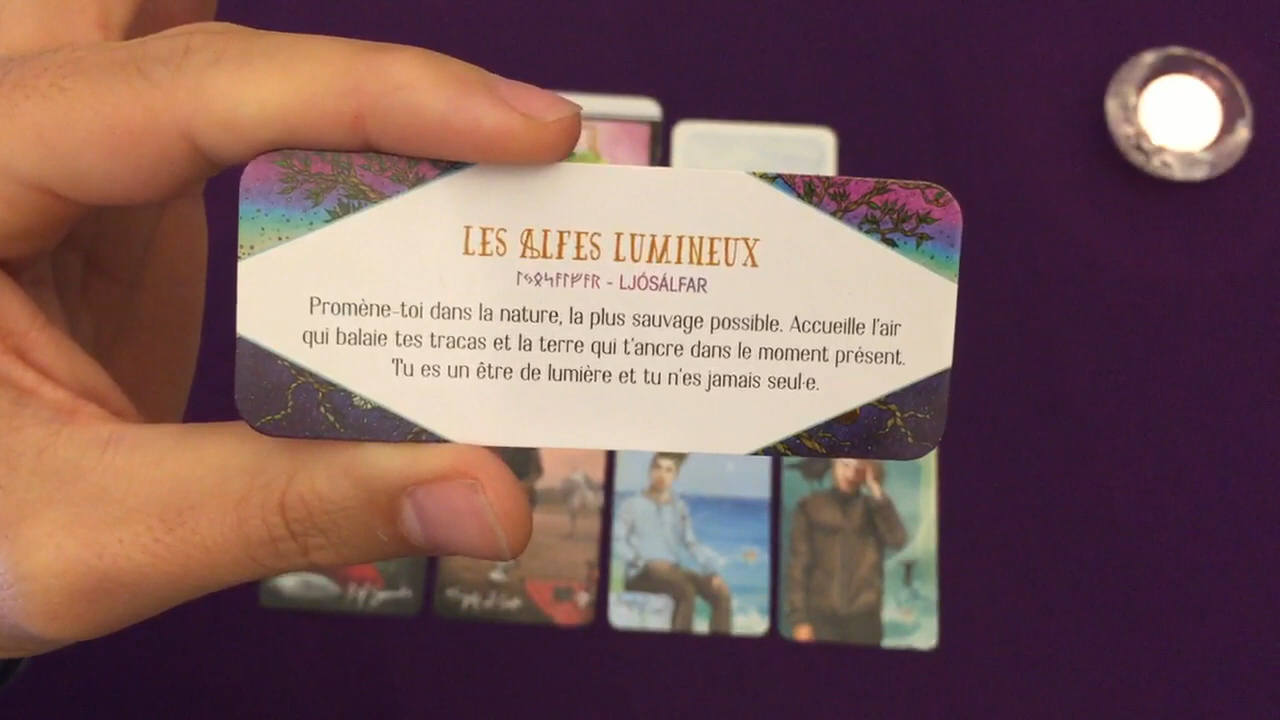 LES ALFES LUMINEUX
ᛚᛃᛟᛋᚨᛚᚠᚨᚱ - LJÓSÁLFAR
Promène-toi dans la nature, la plus sauvage possible. Accueille l'air
qui balaie tes tracas et la terre qui t'ancre dans le moment présent.
Tu es un être de lumière et tu n'es jamais seul·e.